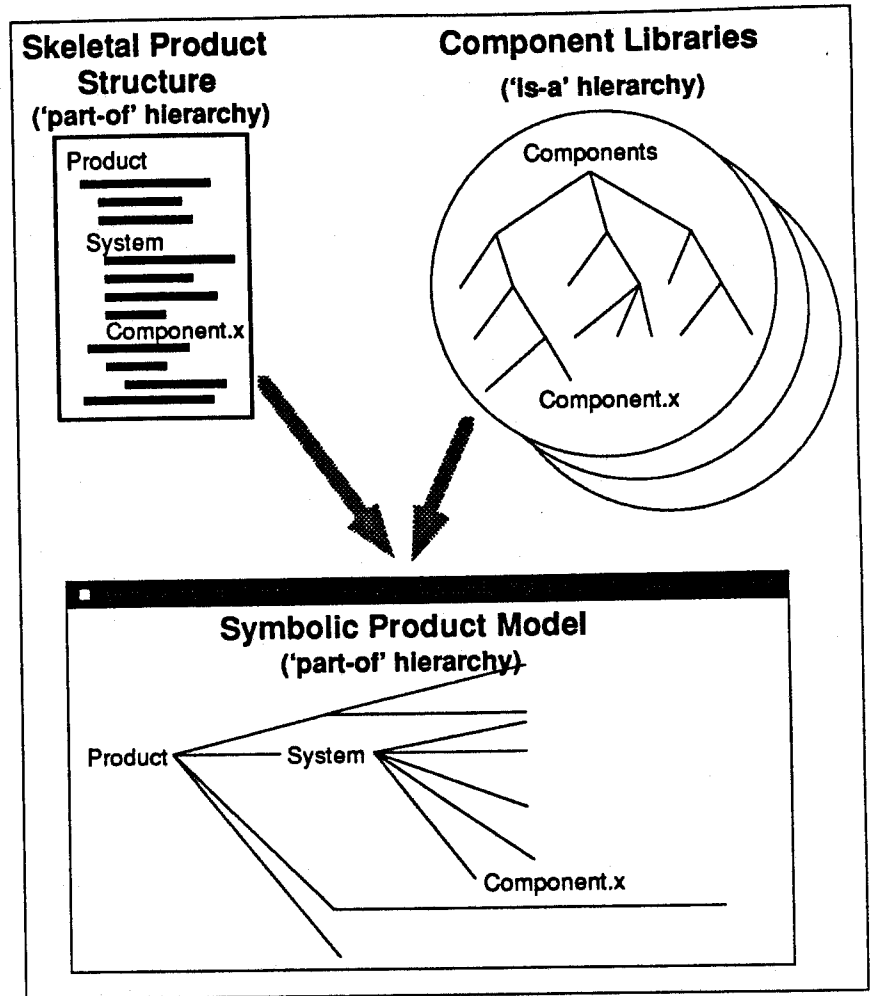 Skeletal Product
Structure
('part-of' hierarchy)
Product
System
Component.x
Component Libraries
('is-a' hierarchy)
Components
Component.x
Symbolic Product Model
('part-of' hierarchy)
Product
System
Component.x